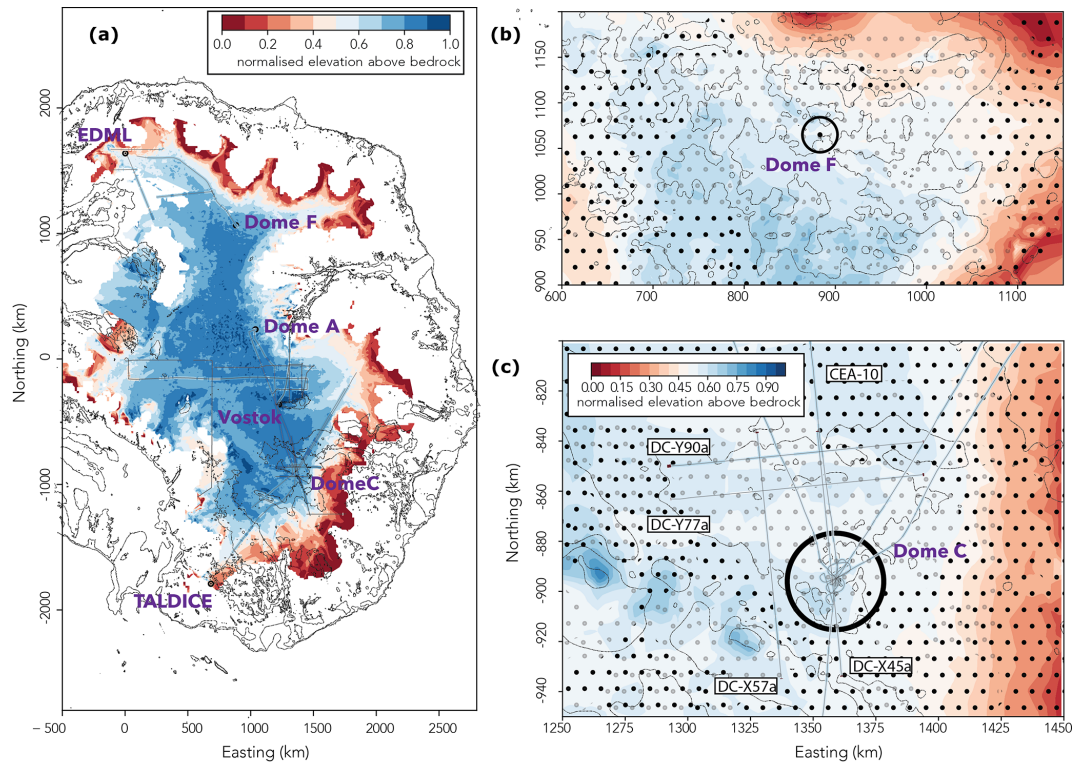 (a)
0.0 0.2 0.4 0.6 0.8 1.0
normalised elevation above bedrock
EDML
Dome F
Dome A
Vostok
DomeC
TALDICE
2000
1000
0
1000
2000
Northing (km)
– 500 0 500 1000 1500 2000 2500
Easting (km)
(b)
1150
1100
1050
1000
950
900
Dome F
600 700 800 900 1000 1100
(c)
0.00 0.15 0.30 0.45 0.60 0.75 0.90
normalised elevation above bedrock
CEA-10
DC-Y90a
DC-Y77a
Dome C
DC-X45a
DC-X57a
-820
-840
-860
-880
-900
-920
-940
Northing (km)
1250 1275 1300 1325 1350 1375 1400 1425 1450
Easting (km)